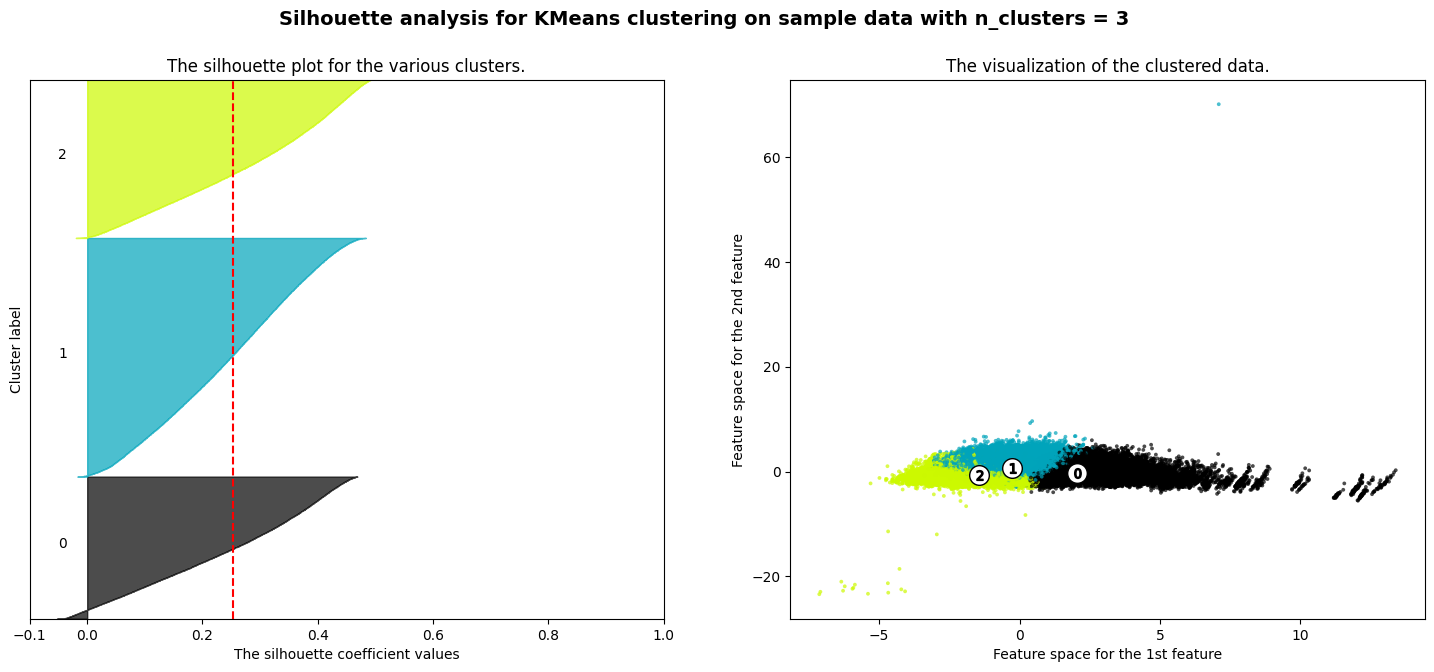 Silhouette analysis for KMeans clustering on sample data with n_clusters = 3
The silhouette plot for the various clusters.
2
1
0
Cluster label
−0.1 0.0 0.2 0.4 0.6 0.8 1.0
The silhouette coefficient values
The visualization of the clustered data.
60
40
20
0
−20
Feature space for the 2nd feature
2 1 0
−5 0 5 10
Feature space for the 1st feature